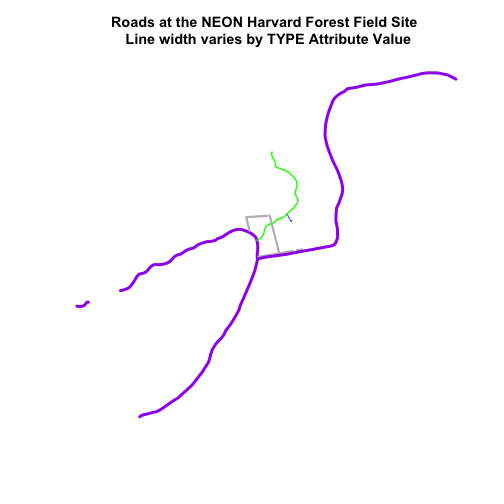 Roads at the NEON Harvard Forest Field Site
Line width varies by TYPE Attribute Value